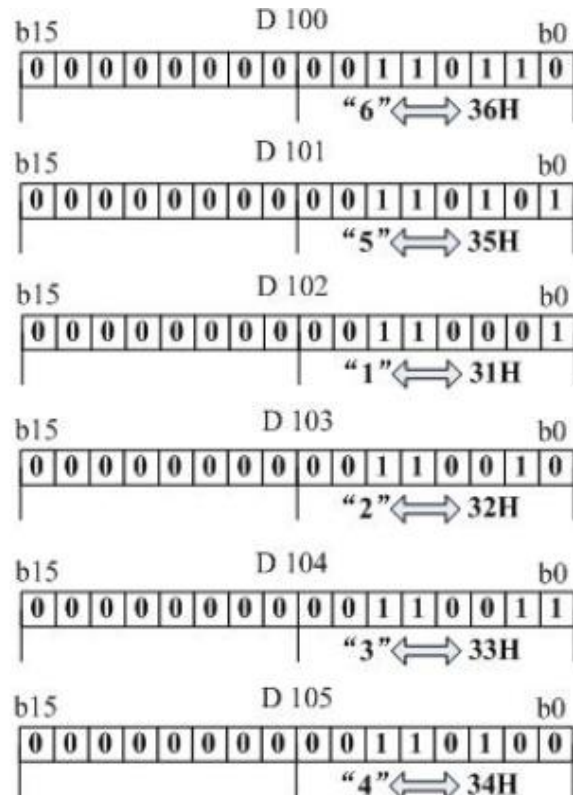 D 100
b15 b0
0 0 0 0 0 0 0 0 0 0 1 1 0 1 1 0
“6” 36H
D 101
b15 b0
0 0 0 0 0 0 0 0 0 0 1 1 0 1 0 1
“5” 35H
D 102
b15 b0
0 0 0 0 0 0 0 0 0 0 1 1 0 0 0 1
“1” 31H
D 103
b15 b0
0 0 0 0 0 0 0 0 0 0 1 1 0 0 1 0
“2” 32H
D 104
b15 b0
0 0 0 0 0 0 0 0 0 0 1 1 0 0 1 1
“3” 33H
D 105
b15 b0
0 0 0 0 0 0 0 0 0 0 1 1 0 1 0 0
“4” 34H